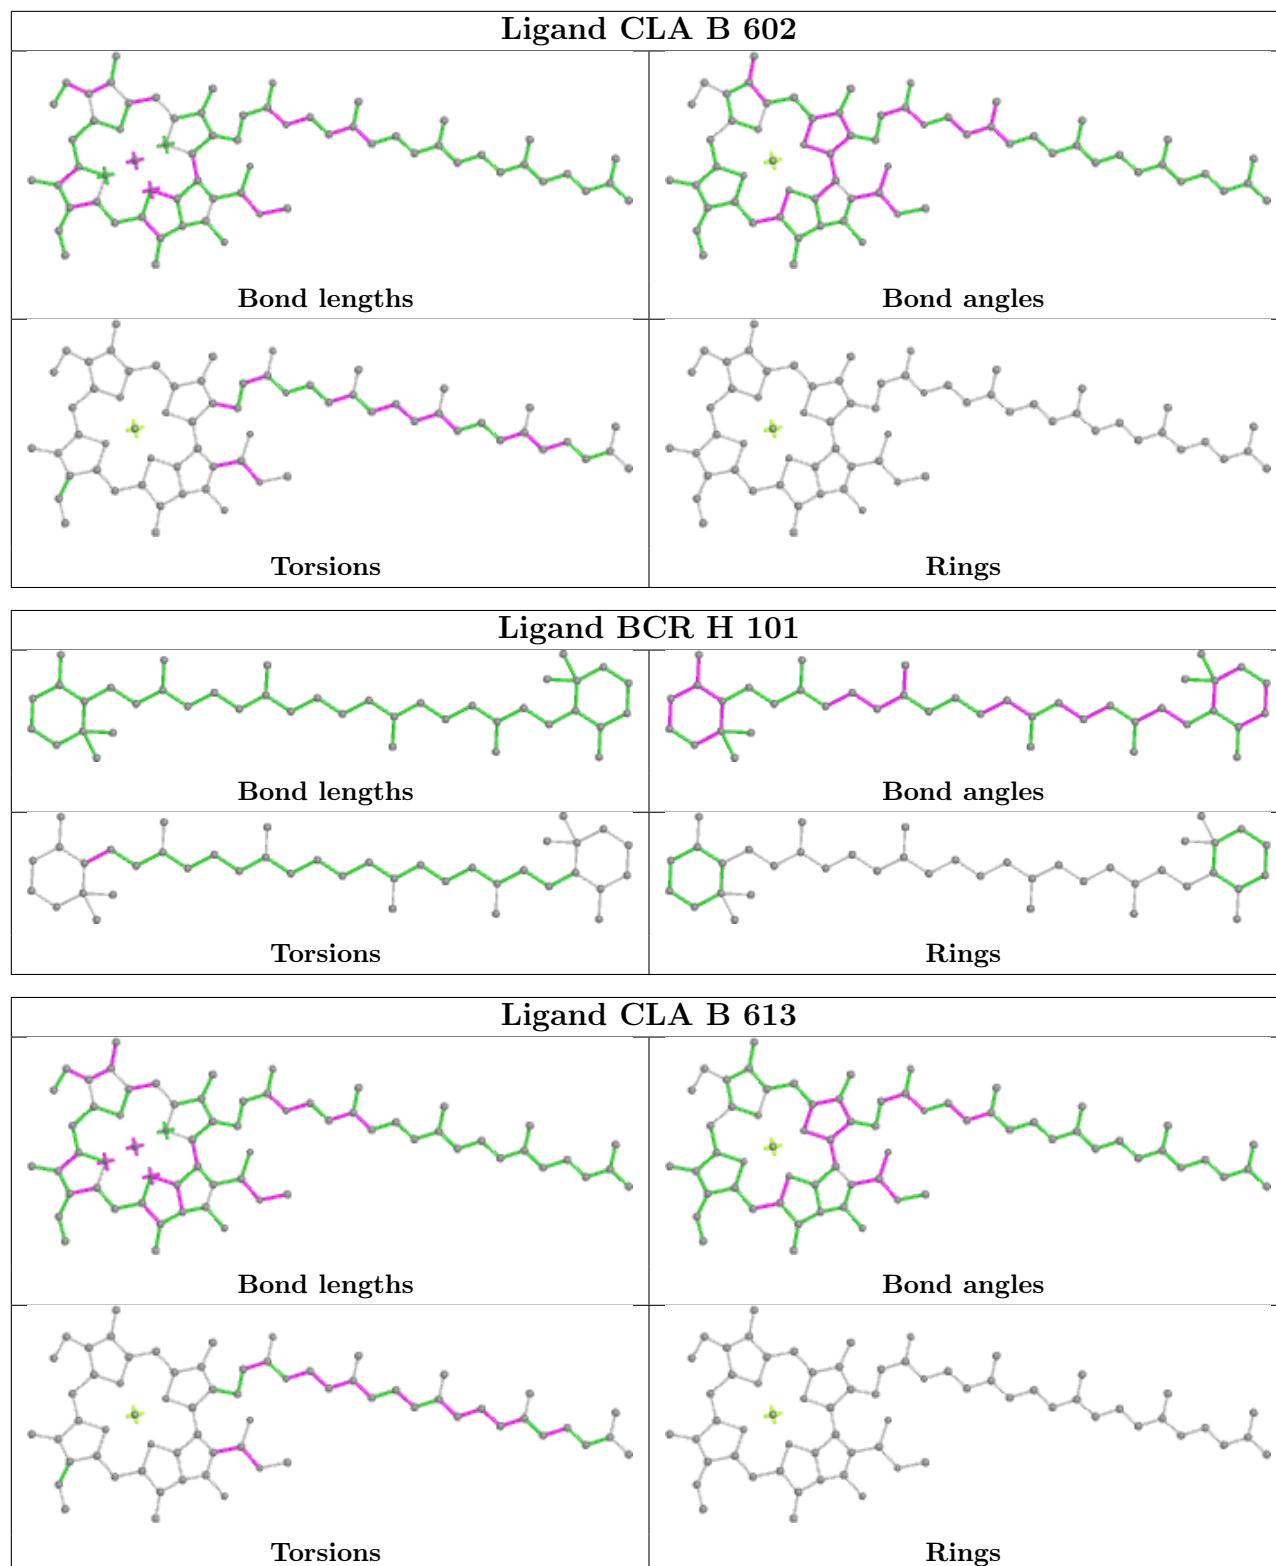 Ligand CLA B 602
Bond lengths
Bond angles
Torsions
Rings
Ligand BCR H 101
Bond lengths
Bond angles
Torsions
Rings
Ligand CLA B 613
Bond lengths
Bond angles
Torsions
Rings